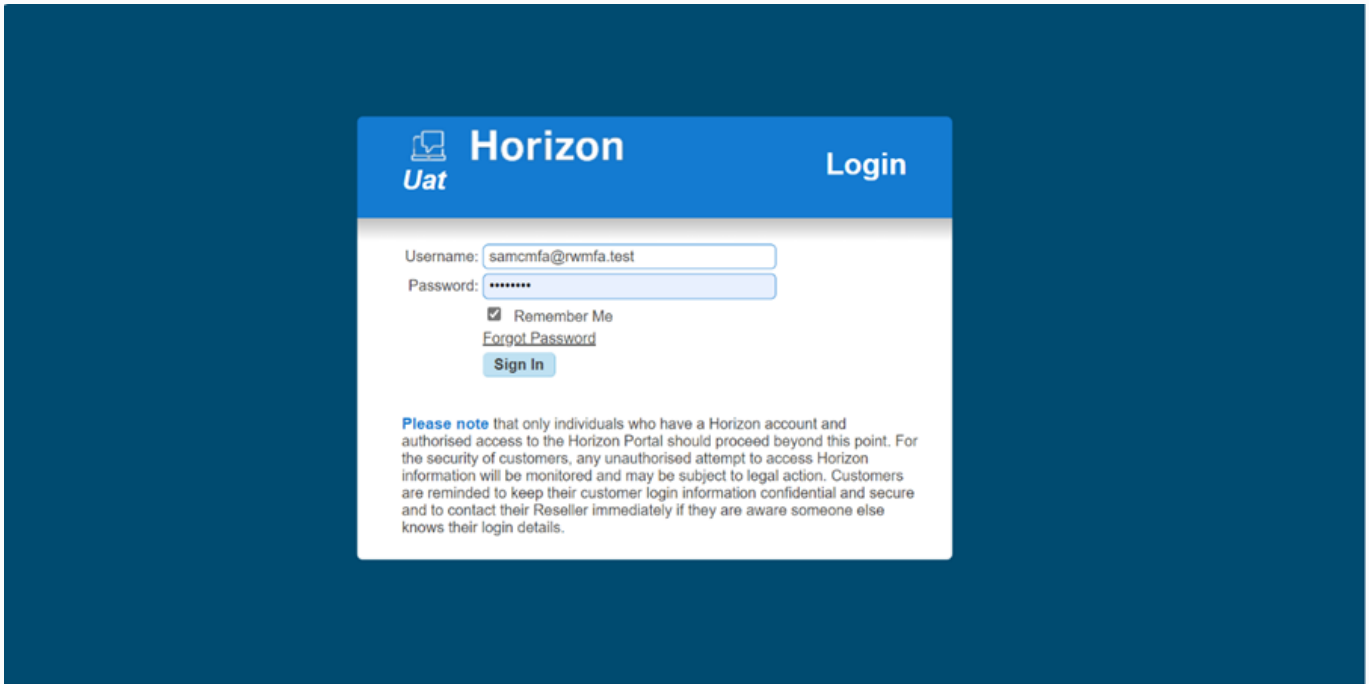 Horizon
Uat
Login
Username: samcmfa@rwmfa.test
Password: ••••••••
Remember Me
Forgot Password
Sign In
Please note that only individuals who have a Horizon account and
authorised access to the Horizon Portal should proceed beyond this point. For
the security of customers, any unauthorised attempt to access Horizon
information will be monitored and may be subject to legal action. Customers
are reminded to keep their customer login information confidential and secure
and to contact their Reseller immediately if they are aware someone else
knows their login details.